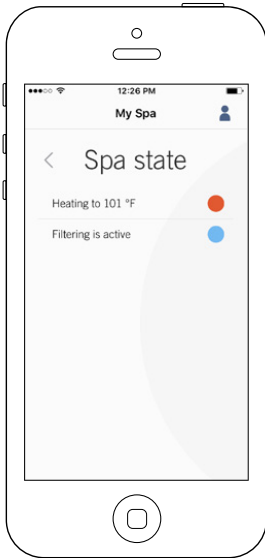 12:26 PM
My Spa
Spa state
Heating to 101 °F
Filtering is active